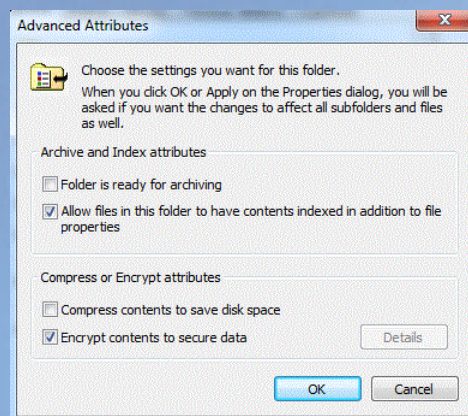 Advanced Attributes
Choose the settings you want for this folder.
When you click OK or Apply on the Properties dialog, you will be
asked if you want the changes to affect all subfolders and files
as well.
Archive and Index attributes
Folder is ready for archiving
Allow files in this folder to have contents indexed in addition to file
properties
Compress or Encrypt attributes
Compress contents to save disk space
Encrypt contents to secure data
Details
OK
Cancel